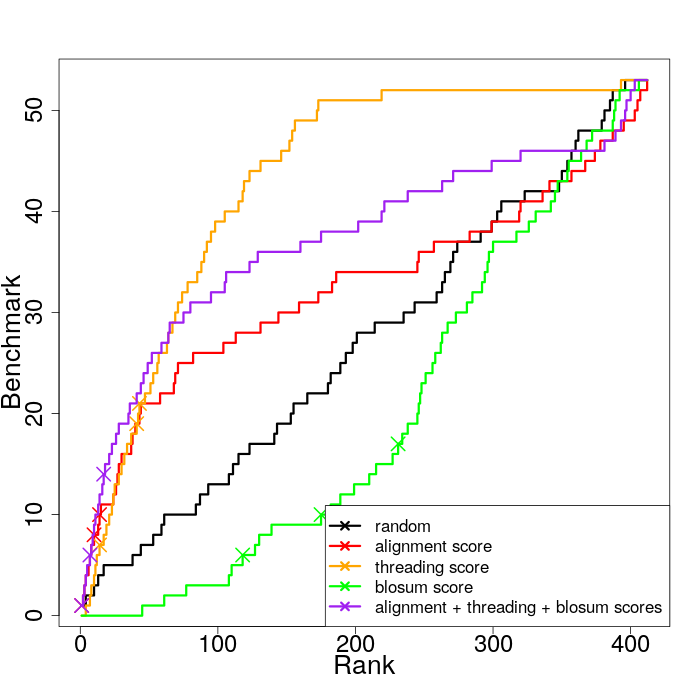 50
40
30
20
10
0
Benchmark
random
alignment score
threading score
blosum score
alignment + threading + blosum scores
0 100 200 300 400
Rank